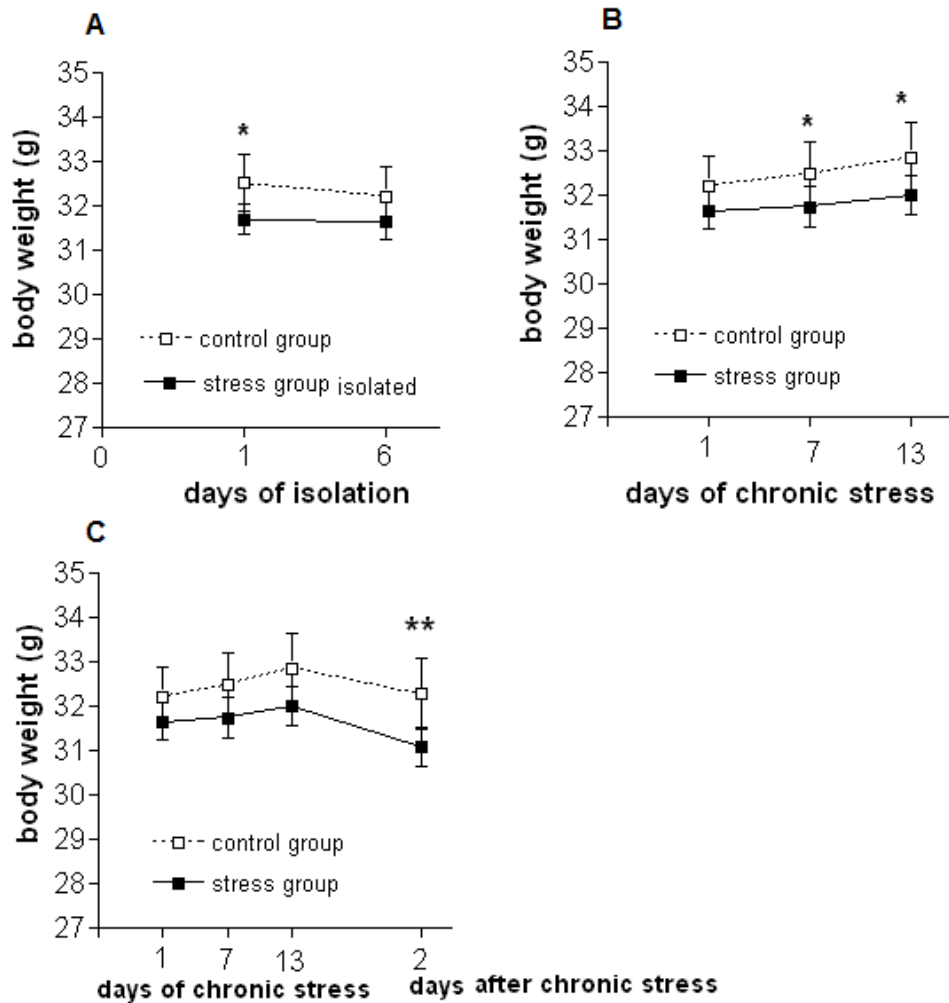 A
body weight (g)
35
34
33
32
31
30
29
28
27
*
control group
stress group isolated
0
1
6
days of isolation
B
body weight (g)
35
34
33
32
31
30
29
28
27
*
*
control group
stress group
1
7
13
days of chronic stress
C
body weight (g)
35
34
33
32
31
30
29
28
27
**
control group
stress group
1
7
13
2
days of chronic stress
days after chronic stress